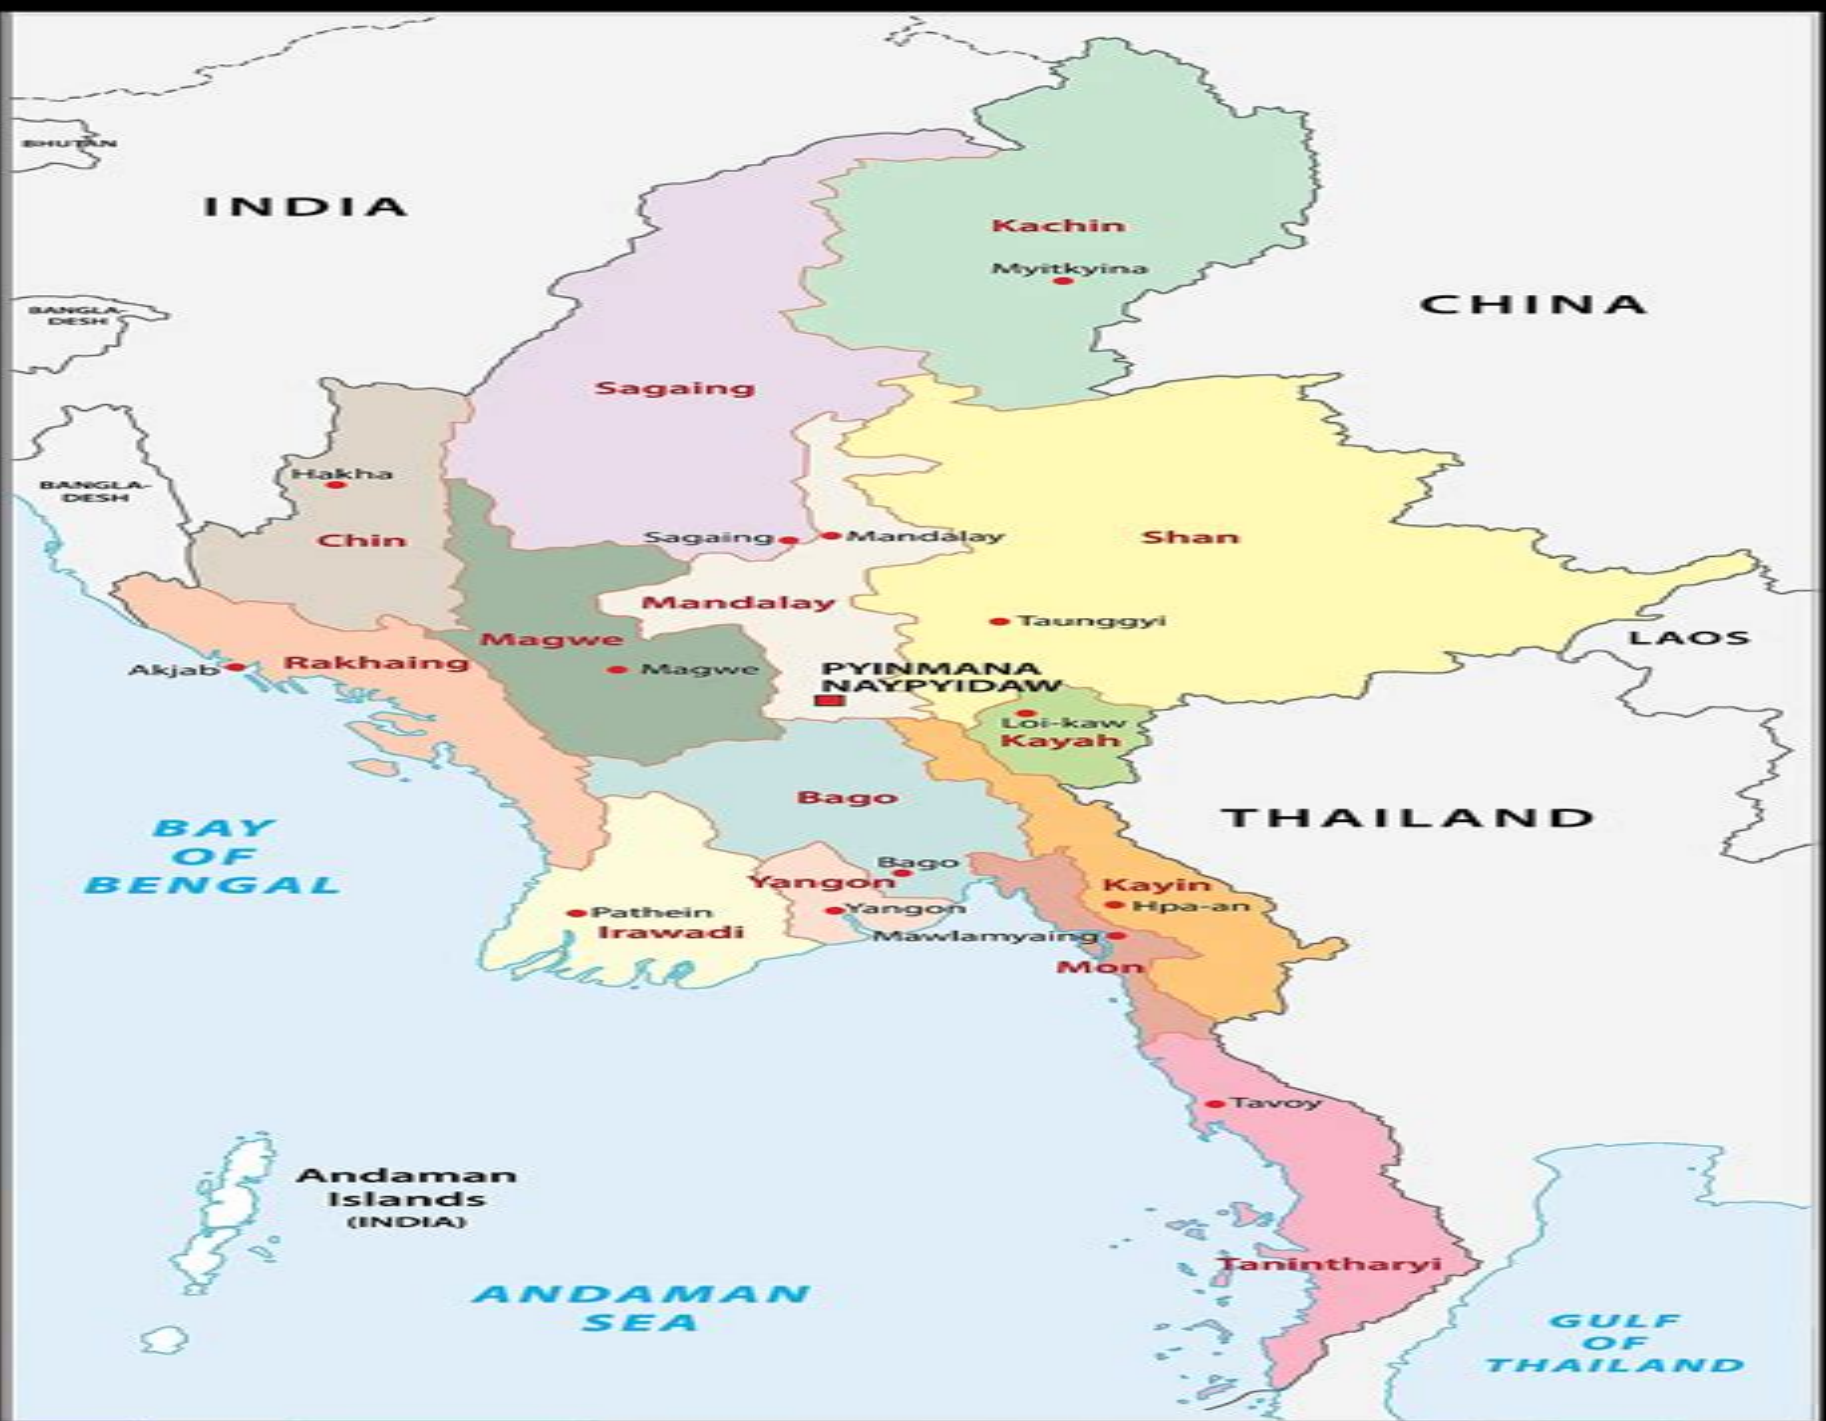 BHUTAN
INDIA
Kachin
Myitkyina
CHINA
BANGLA-
DESH
Sagaing
Hakha
BANGLA-
DESH
Chin
Sagaing
Mandalay
Shan
Mandalay
Taunggyi
LAOS
Magwe
Akjab
Rakhaing
Magwe
PYINMANA
NAYPYIDAW
Loi-kaw
Kayah
Bago
THAILAND
BAY
OF
BENGAL
Bago
Yangon
Kayin
Hpa-an
Pathein
Yangon
Irawadi
Mawlamyaing
Mon
Tavoy
Andaman
Islands
(INDIA)
Tanintharyi
ANDAMAN
SEA
GULF
OF
THAILAND